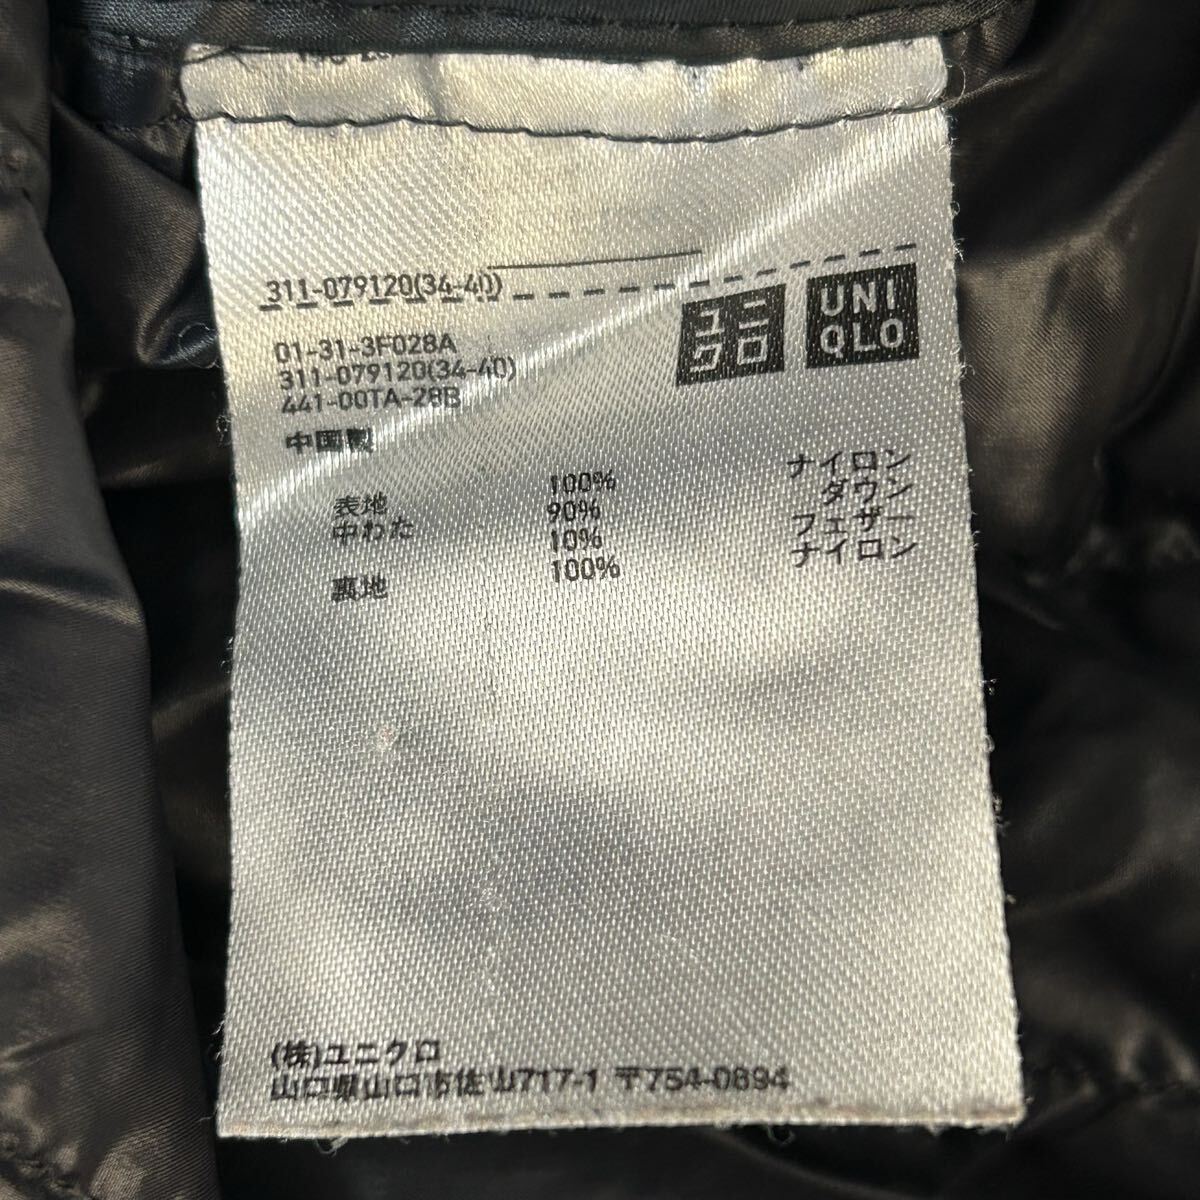 311-079120(34-40)
ユニクロ
UNI
QLO
01-31-3F028A
311-079120(34-40)
441-00TA-28B
中国製
表地 100% ナイロン
中わた 90% ダウン
10% フェザー
裏地 100% ナイロン
(株)ユニクロ
山口県山口市佐山717-1 〒754-0894